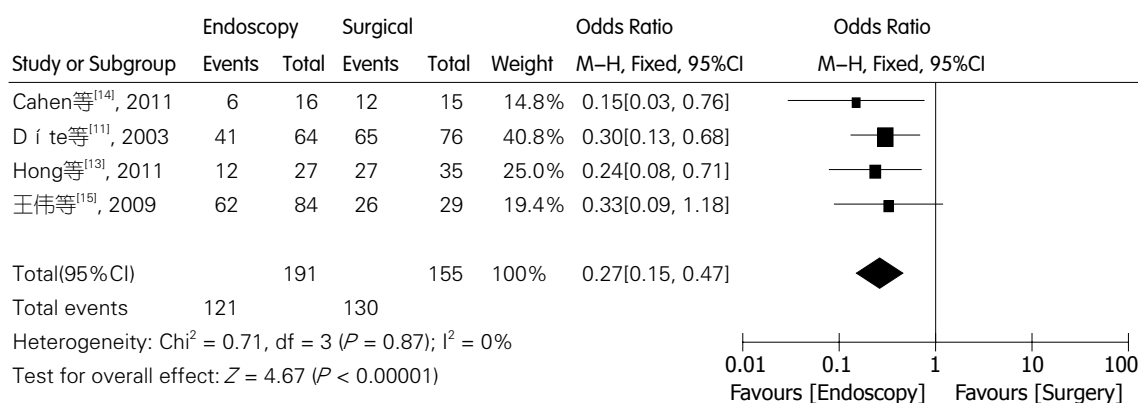 Endoscopy Surgical Odds Ratio Odds Ratio
Study or Subgroup Events Total Events Total Weight M–H, Fixed, 95%CI M–H, Fixed, 95%CI
Cahen等[14], 2011 6 16 12 15 14.8% 0.15[0.03, 0.76]
Díte等[11], 2003 41 64 65 76 40.8% 0.30[0.13, 0.68]
Hong等[13], 2011 12 27 27 35 25.0% 0.24[0.08, 0.71]
王伟等[15], 2009 62 84 26 29 19.4% 0.33[0.09, 1.18]
Total(95%CI) 191 155 100% 0.27[0.15, 0.47]
Total events 121 130
Heterogeneity: Chi² = 0.71, df = 3 (P = 0.87); I² = 0%
Test for overall effect: Z = 4.67 (P < 0.00001)
0.01 0.1 1 10 100
Favours [Endoscopy] Favours [Surgery]